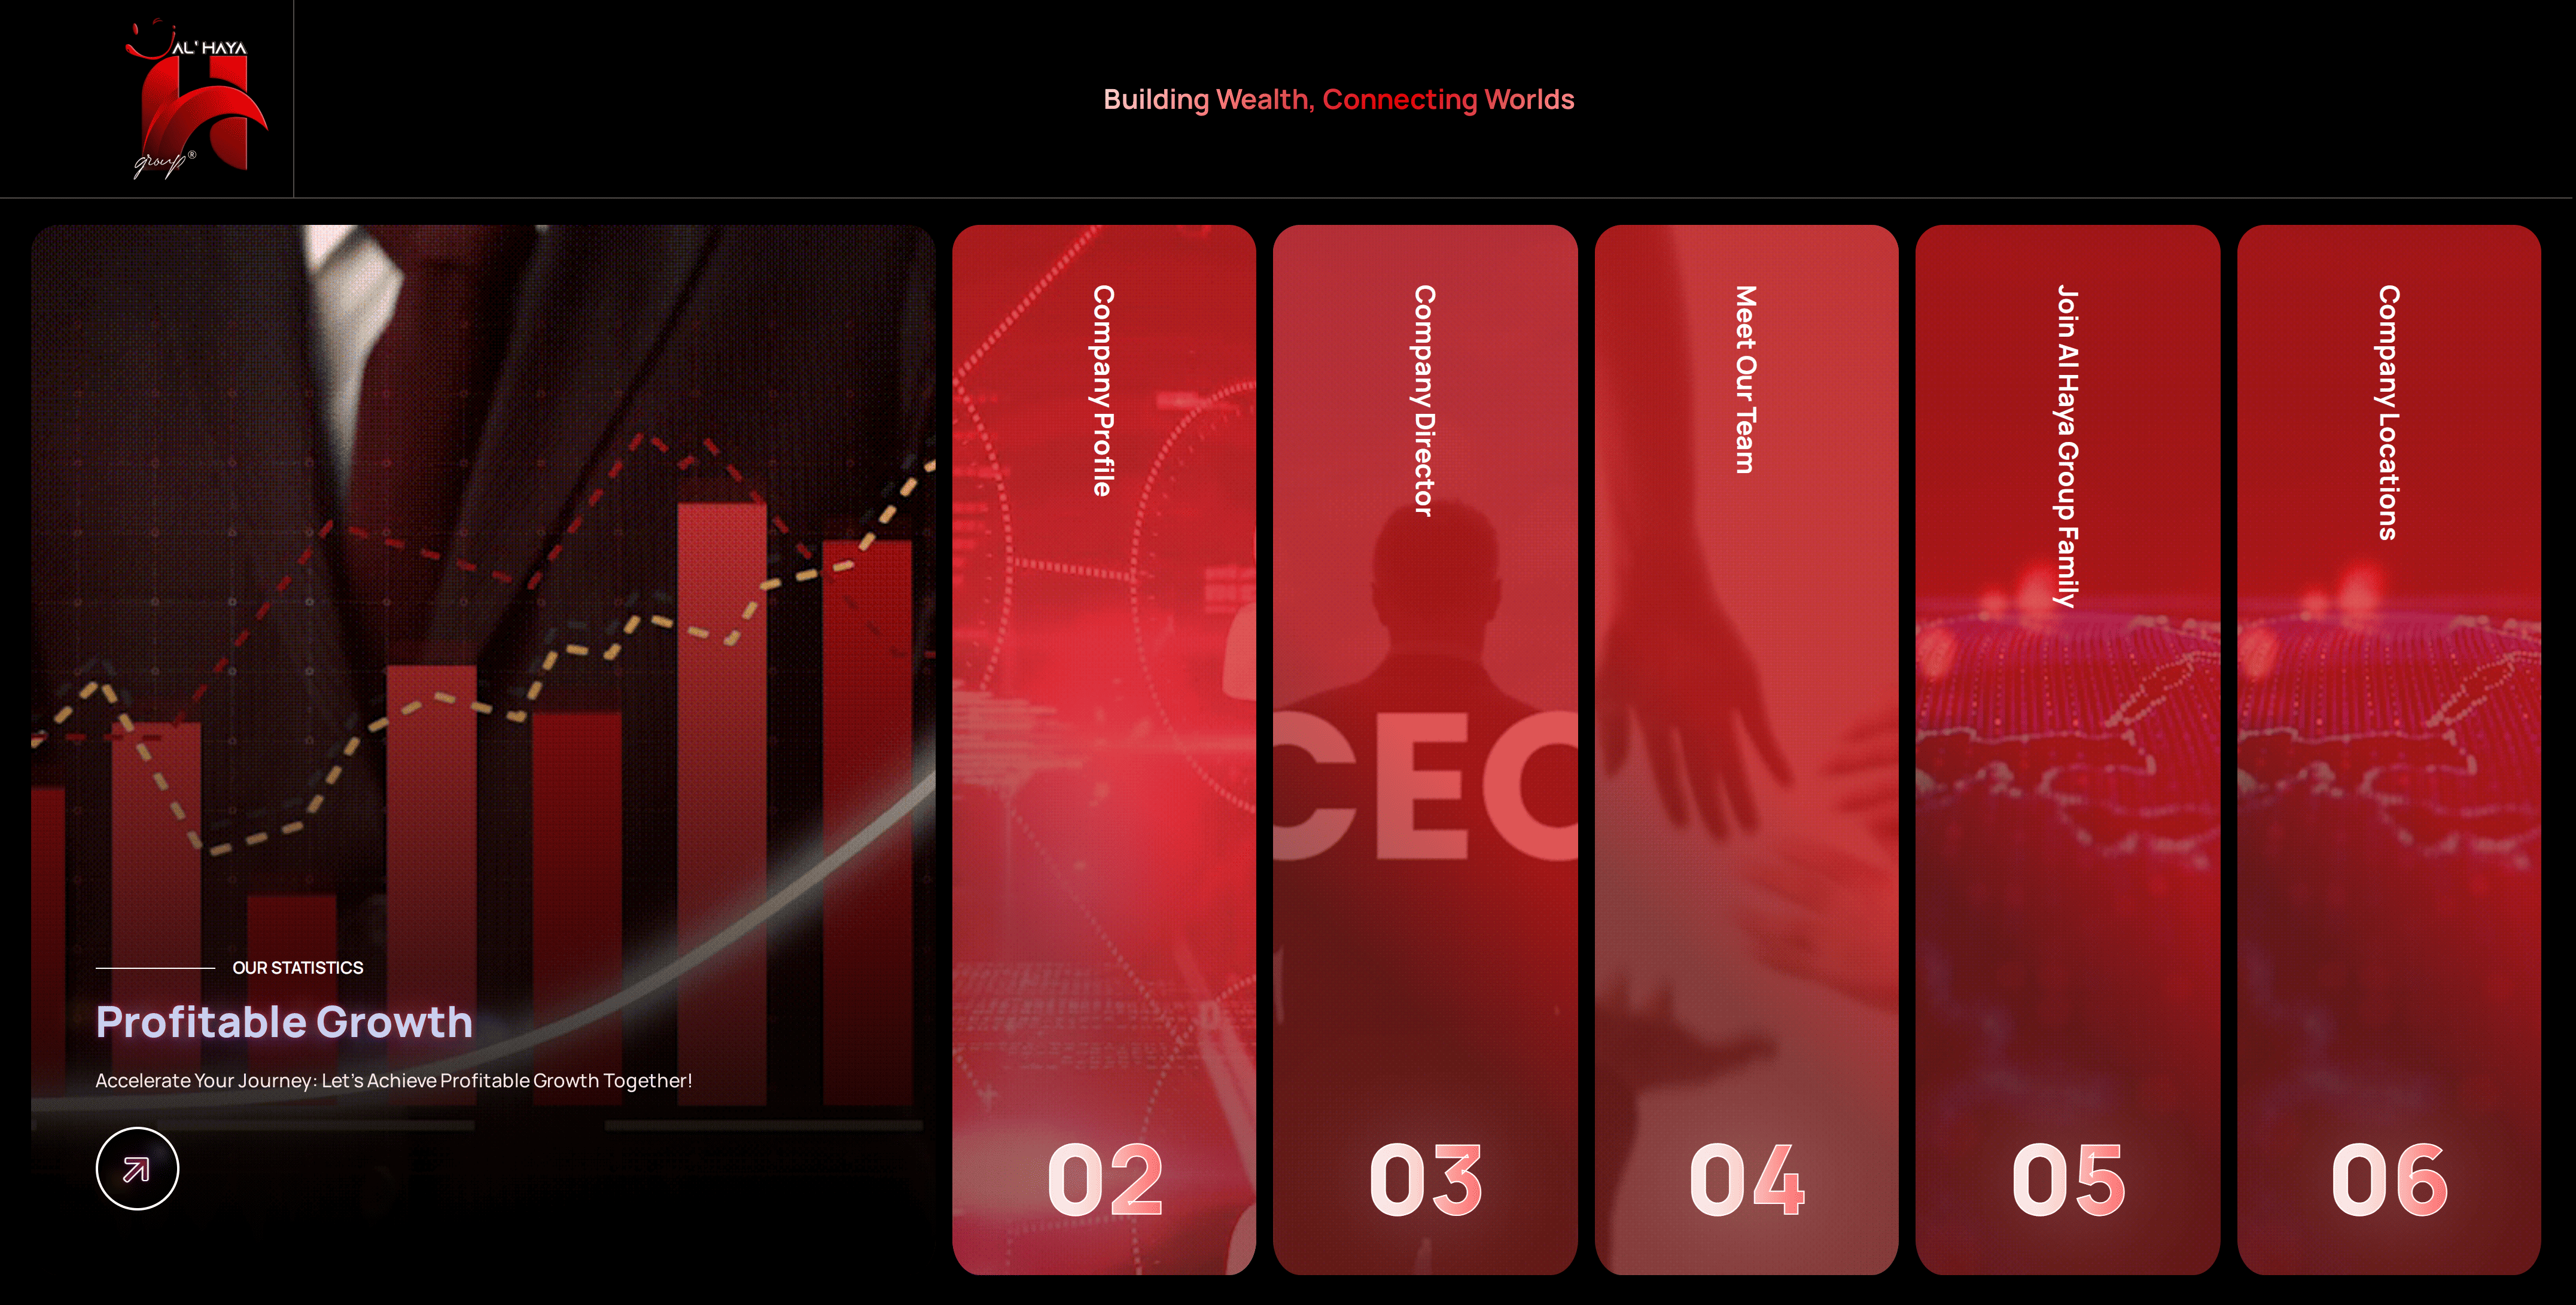 AL' HAYA
group®
Building Wealth, Connecting Worlds
OUR STATISTICS
Profitable Growth
Accelerate Your Journey: Let's Achieve Profitable Growth Together!
Company Profile
02
Company Director
CEO
03
Meet Our Team
04
Join Al Haya Group Family
05
Company Locations
06